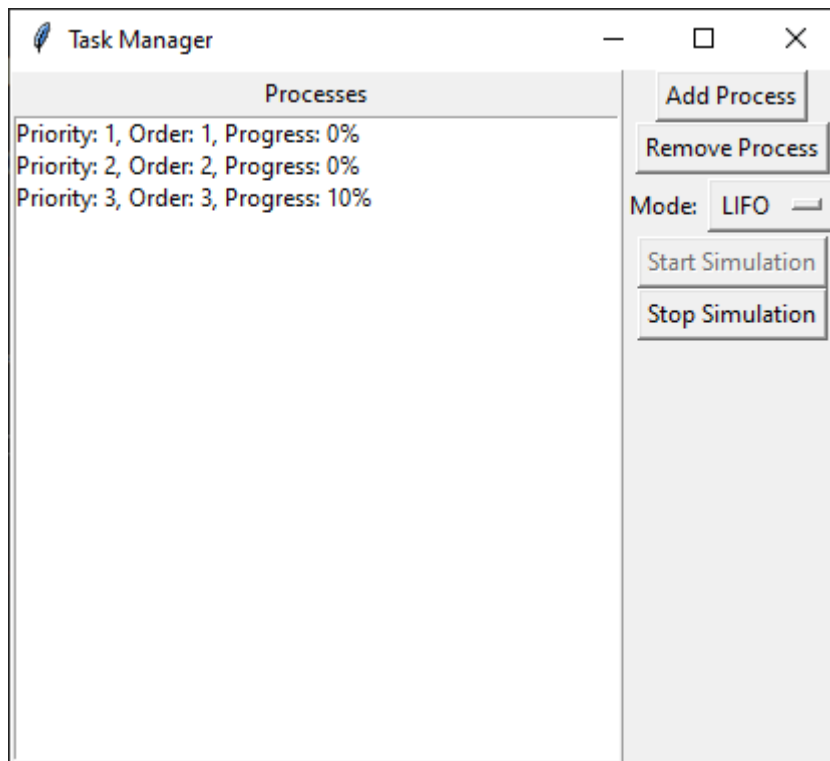 Task Manager
Processes
Priority: 1, Order: 1, Progress: 0%
Priority: 2, Order: 2, Progress: 0%
Priority: 3, Order: 3, Progress: 10%
Add Process
Remove Process
Mode: LIFO
Start Simulation
Stop Simulation